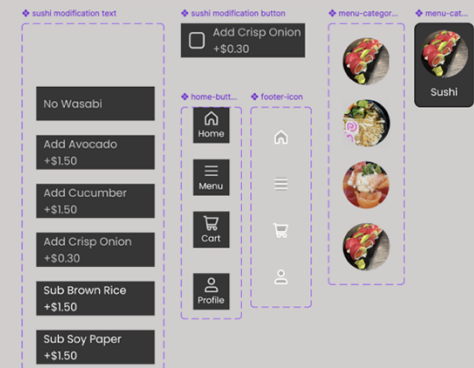 sushi modification text
No Wasabi
Add Avocado
+$1.50
Add Cucumber
+$1.50
Add Crisp Onion
+$0.30
Sub Brown Rice
+$1.50
Sub Soy Paper
+$1.50
sushi modification button
Add Crisp Onion
+$0.30
home-butt...
Home
Menu
Cart
Profile
footer-icon
menu-categor...
menu-cat...
Sushi